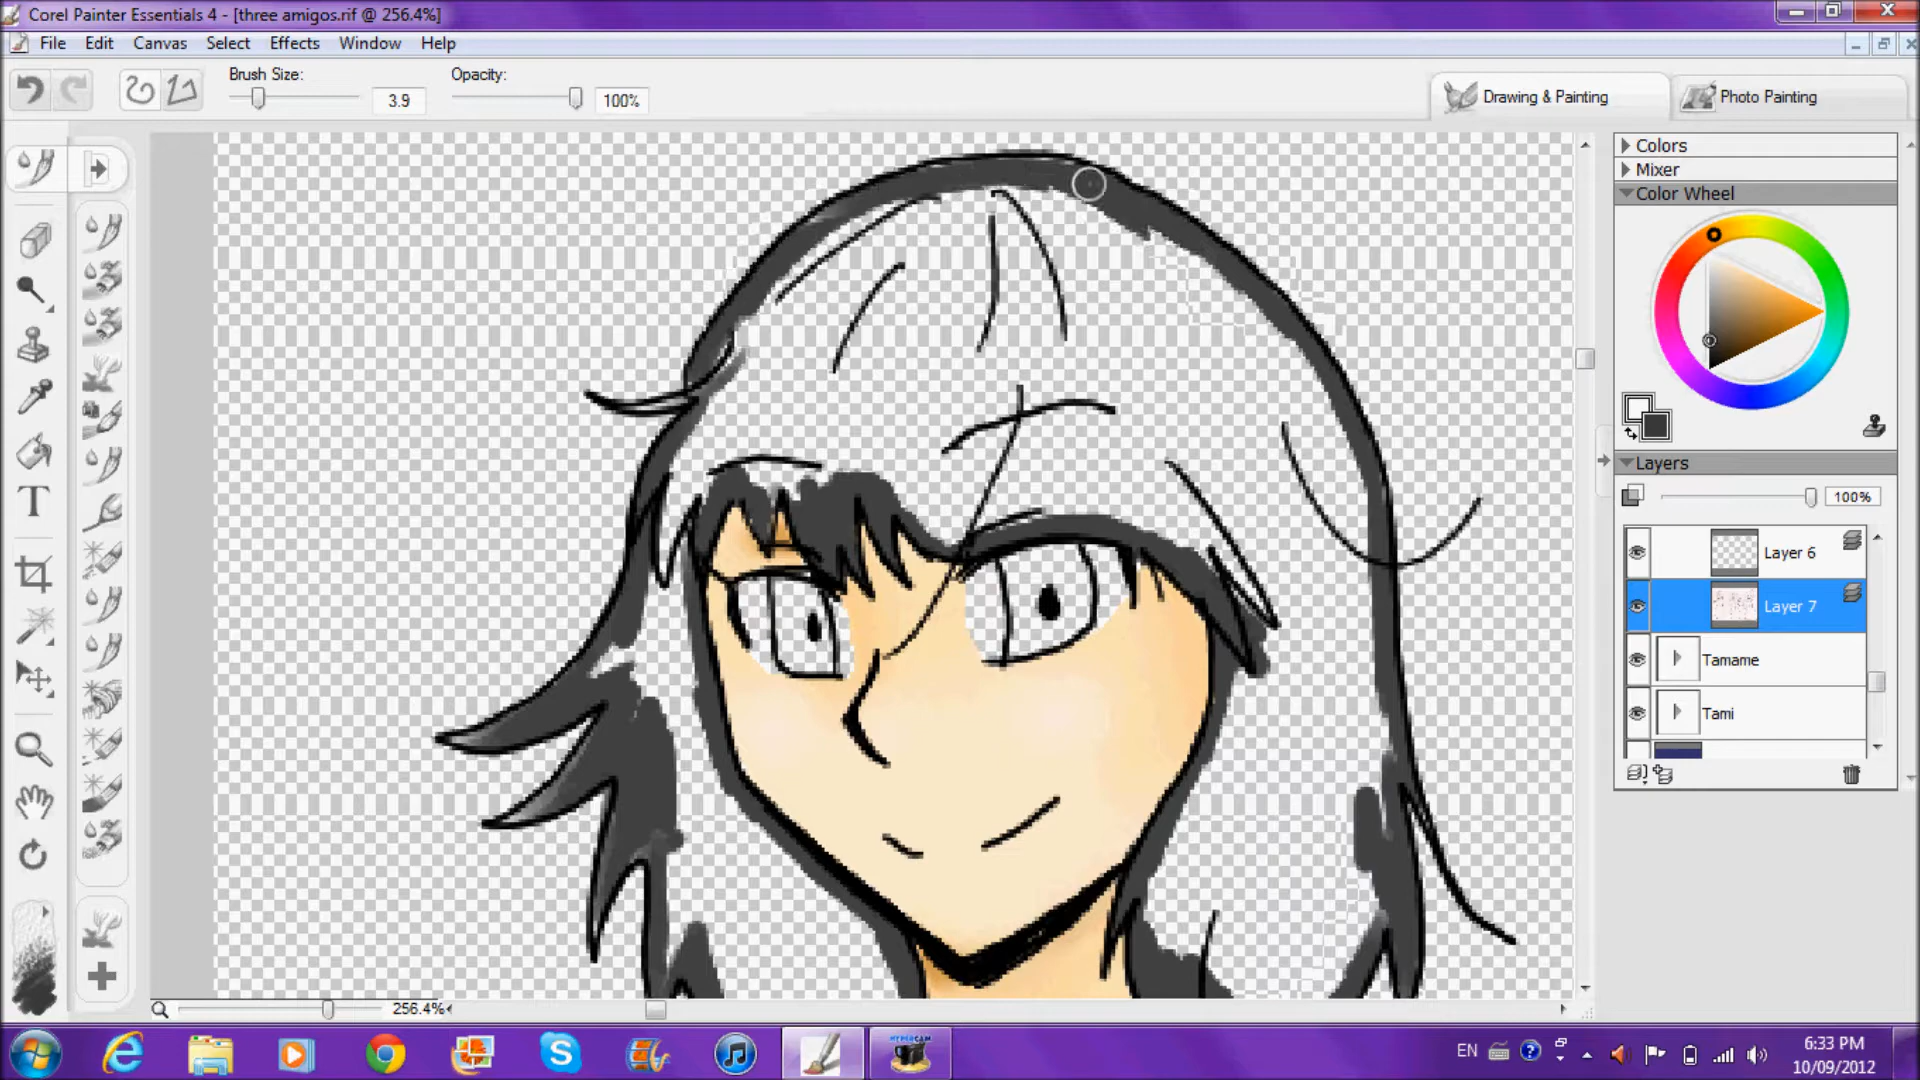 Corel Painter Essentials 4 - [three amigos.rif @ 256.4%]
File Edit Canvas Select Effects Window Help
Brush Size: 3.9 Opacity: 100%
Drawing & Painting Photo Painting
Colors
Mixer
Color Wheel
Layers
100%
Layer 6
Layer 7
Tamame
Tami
T
256.4%
HYPERCAM
EN
6:33 PM
10/09/2012